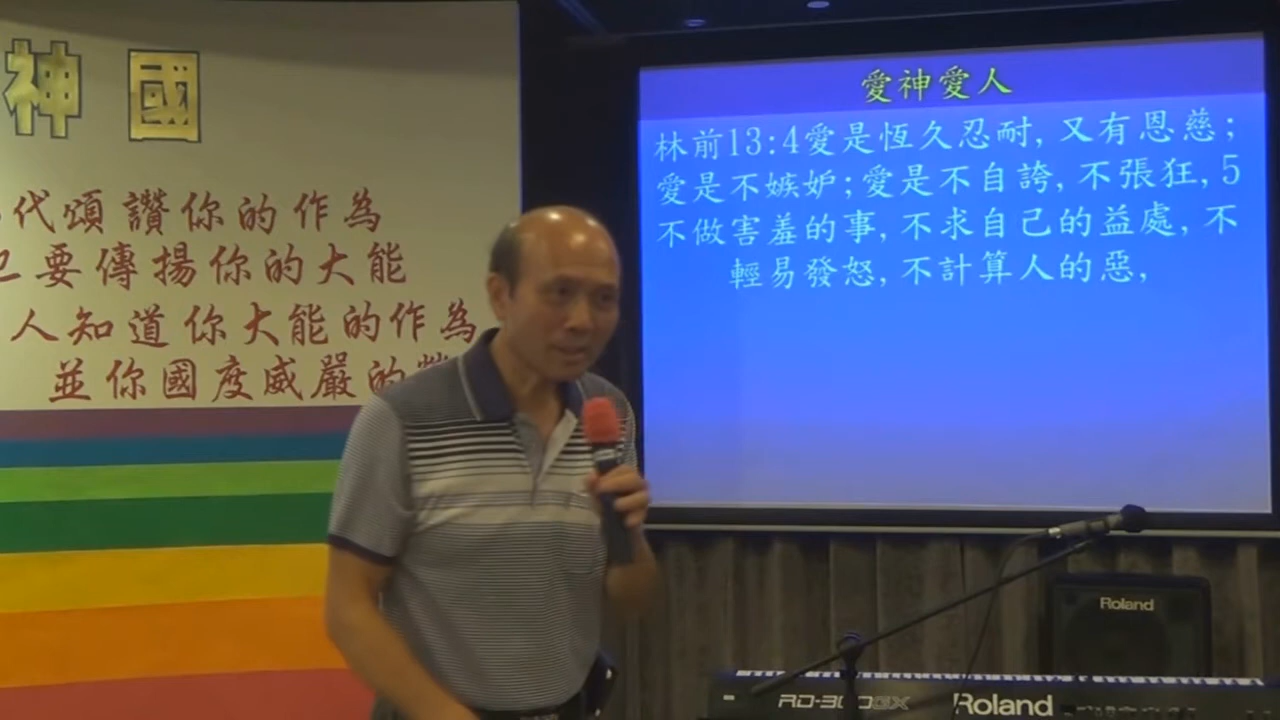 神國
代頌讚你的作為
要傳揚你的大能
人知道你大能的作為
並你國度威嚴的
愛神愛人
林前13:4愛是恆久忍耐,又有恩慈;
愛是不嫉妒;愛是不自誇,不張狂,5
不做害羞的事,不求自己的益處,不
輕易發怒,不計算人的惡,
Roland
RD-300GX
Roland